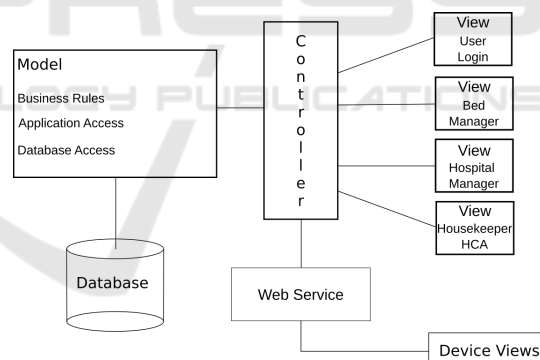 Model
Business Rules
Application Access
Database Access
Controller
View
User
Login
View
Bed
Manager
View
Hospital
Manager
View
Housekeeper
HCA
Database
Web Service
Device Views